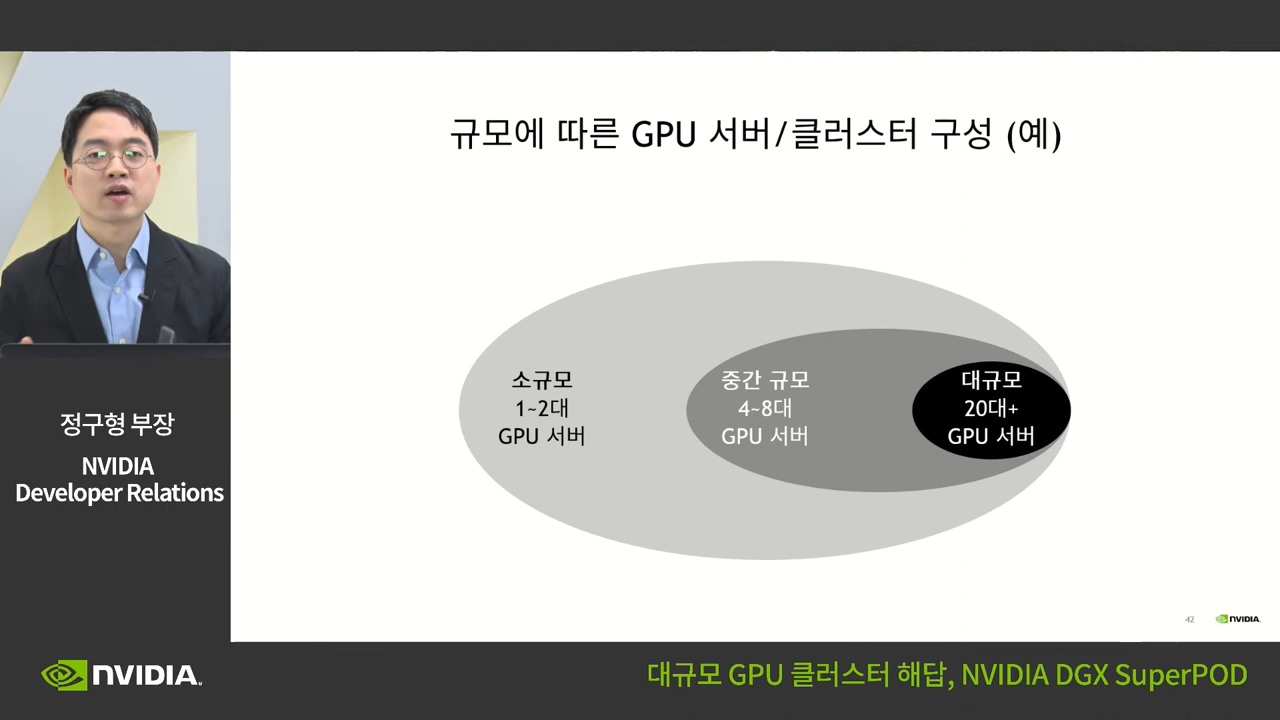 규모에 따른 GPU 서버/클러스터 구성 (예)
소규모
1~2대
GPU 서버
중간 규모
4~8대
GPU 서버
대규모
20대+
GPU 서버
42
NVIDIA.
정구형 부장
NVIDIA
Developer Relations
NVIDIA.
대규모 GPU 클러스터 해답, NVIDIA DGX SuperPOD